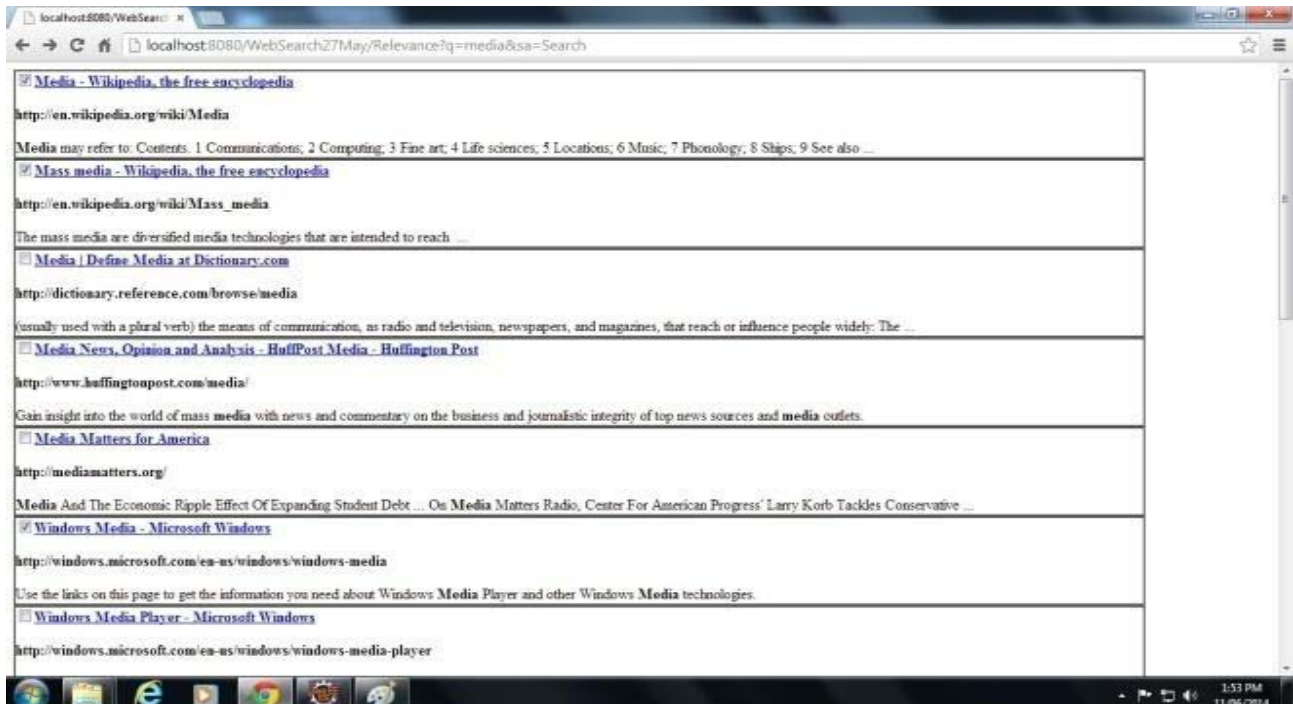 localhost:8080/WebSearc
localhost:8080/WebSearch27May/Relevance?q=media&sa=Search
Media - Wikipedia, the free encyclopedia
http://en.wikipedia.org/wiki/Media
Media may refer to: Contents. 1 Communications; 2 Computing; 3 Fine art; 4 Life sciences; 5 Locations; 6 Music; 7 Phonology; 8 Ships; 9 See also ...
Mass media - Wikipedia, the free encyclopedia
http://en.wikipedia.org/wiki/Mass_media
The mass media are diversified media technologies that are intended to reach ...
Media | Define Media at Dictionary.com
http://dictionary.reference.com/browse/media
(usually used with a plural verb) the means of communication, as radio and television, newspapers, and magazines, that reach or influence people widely: The ...
Media News, Opinion and Analysis - HuffPost Media - Huffington Post
http://www.huffingtonpost.com/media/
Gain insight into the world of mass media with news and commentary on the business and journalistic integrity of top news sources and media outlets.
Media Matters for America
http://mediamatters.org/
Media And The Economic Ripple Effect Of Expanding Student Debt ... On Media Matters Radio, Center For American Progress' Larry Korb Tackles Conservative ...
Windows Media - Microsoft Windows
http://windows.microsoft.com/en-us/windows/windows-media
Use the links on this page to get the information you need about Windows Media Player and other Windows Media technologies.
Windows Media Player - Microsoft Windows
http://windows.microsoft.com/en-us/windows/windows-media-player
1:53 PM
11/06/2014